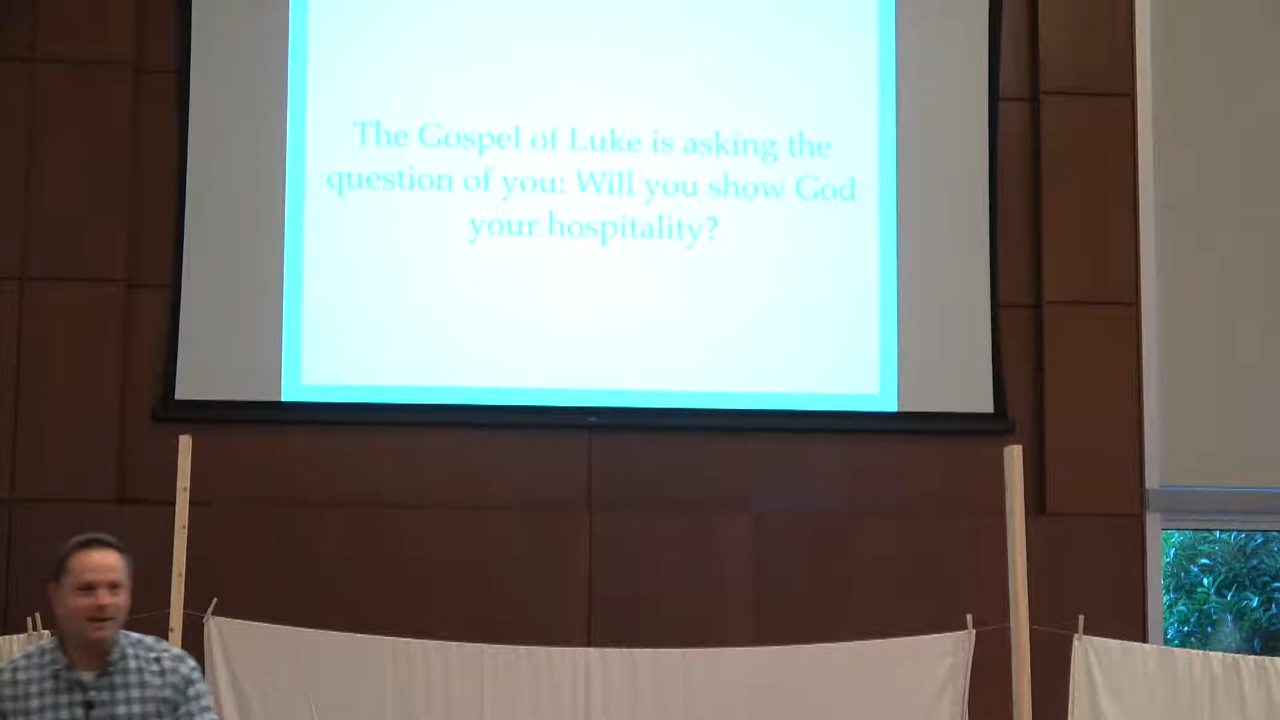 The Gospel of Luke is asking the
question of you: Will you show God
your hospitality?